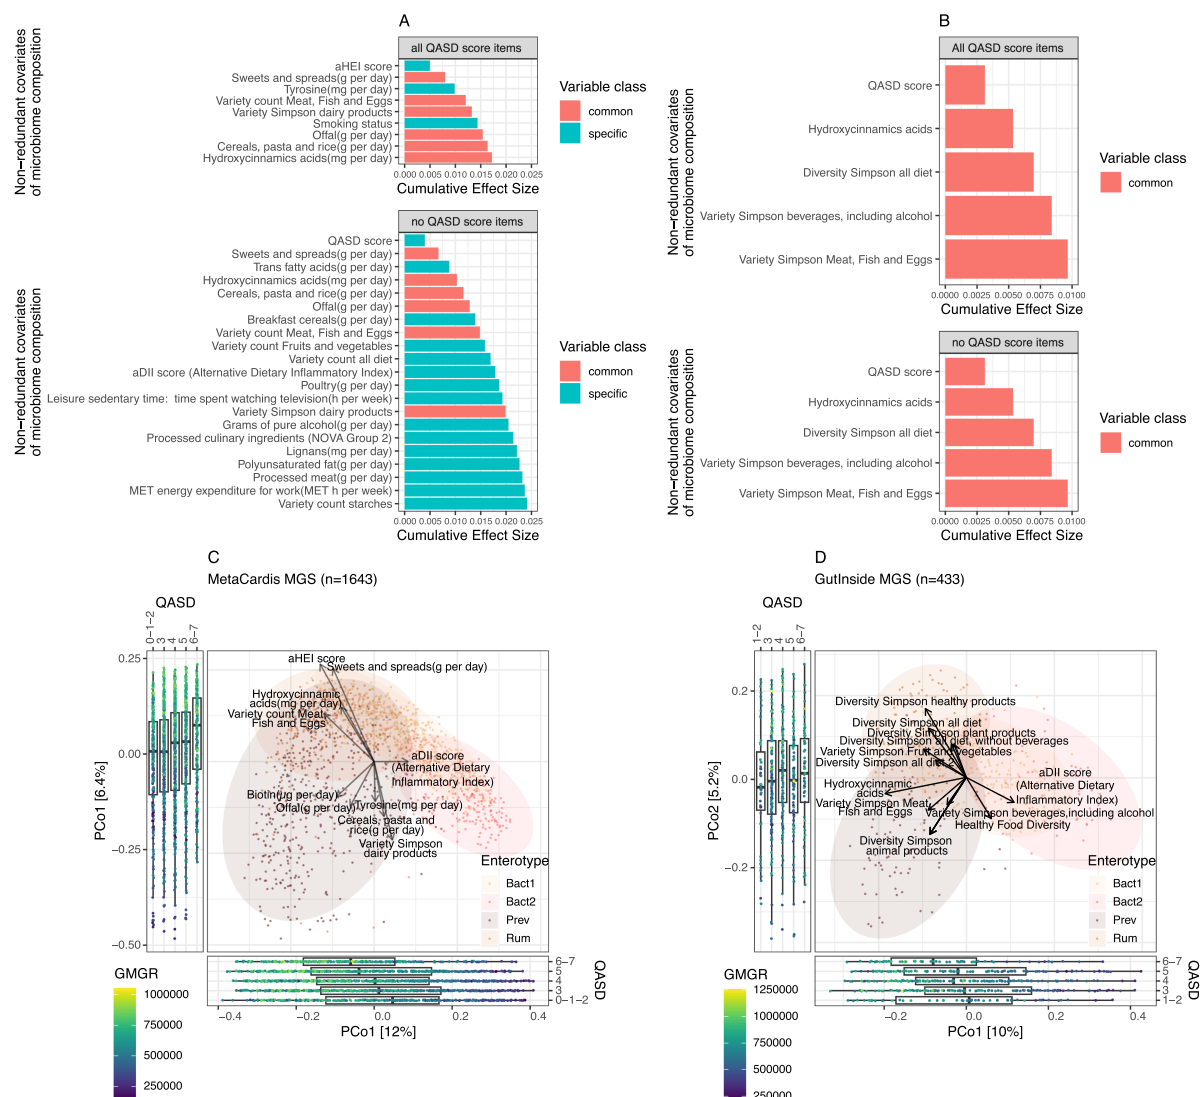 A
Non−redundant covariates
of microbiome composition
all QASD score items
aHEI score
Sweets and spreads(g per day)
Tyrosine(mg per day)
Variety count Meat, Fish and Eggs
Variety Simpson dairy products
Smoking status
Offal(g per day)
Cereals, pasta and rice(g per day)
Hydroxycinnamics acids(mg per day)
0.000 0.005 0.010 0.015 0.020 0.025
Cumulative Effect Size
Variable class
common
specific
Non−redundant covariates
of microbiome composition
no QASD score items
QASD score
Sweets and spreads(g per day)
Trans fatty acids(g per day)
Hydroxycinnamics acids(mg per day)
Cereals, pasta and rice(g per day)
Offal(g per day)
Breakfast cereals(g per day)
Variety count Meat, Fish and Eggs
Variety count Fruits and vegetables
Variety count all diet
aDII score (Alternative Dietary Inflammatory Index)
Poultry(g per day)
Leisure sedentary time:  time spent watching television(h per week)
Variety Simpson dairy products
Grams of pure alcohol(g per day)
Processed culinary ingredients (NOVA Group 2)
Lignans(mg per day)
Polyunsaturated fat(g per day)
Processed meat(g per day)
MET energy expenditure for work(MET h per week)
Variety count starches
0.000 0.005 0.010 0.015 0.020 0.025
Cumulative Effect Size
Variable class
common
specific
B
Non−redundant covariates
of microbiome composition
All QASD score items
QASD score
Hydroxycinnamics acids
Diversity Simpson all diet
Variety Simpson beverages, including alcohol
Variety Simpson Meat, Fish and Eggs
0.0000 0.0025 0.0050 0.0075 0.0100
Cumulative Effect Size
Variable class
common
Non−redundant covariates
of microbiome composition
no QASD score items
QASD score
Hydroxycinnamics acids
Diversity Simpson all diet
Variety Simpson beverages, including alcohol
Variety Simpson Meat, Fish and Eggs
0.0000 0.0025 0.0050 0.0075 0.0100
Cumulative Effect Size
Variable class
common
C
MetaCardis MGS (n=1643)
QASD
0−1−2 3 4 5 6−7
PCo1 [6.4%]
0.25
0.00
−0.25
−0.50
aHEI score
Sweets and spreads(g per day)
Hydroxycinnamic
acids(mg per day)
Variety count Meat,
Fish and Eggs
aDII score
(Alternative Dietary
Inflammatory Index)
Biotin(µg per day)
Offal(g per day)
Tyrosine(mg per day)
Cereals, pasta and
rice(g per day)
Variety Simpson
dairy products
Enterotype
Bact1
Bact2
Prev
Rum
6−7
5
4
3
0−1−2
QASD
−0.4 −0.2 0.0 0.2 0.4
PCo1 [12%]
GMGR
1000000
750000
500000
250000
D
GutInside MGS (n=433)
QASD
1−2 3 4 5 6−7
PCo2 [5.2%]
0.2
0.0
−0.2
Diversity Simpson healthy products
Diversity Simpson all diet
Diversity Simpson plant products
Diversity Simpson all diet, without beverages
Variety Simpson Fruit and Vegetables
Diversity Simpson all diet 2
Hydroxycinnamic
acids
Variety Simpson Meat,
Fish and Eggs
aDII score
(Alternative Dietary
Inflammatory Index)
Variety Simpson beverages,including alcohol
Healthy Food Diversity
Diversity Simpson
animal products
Enterotype
Bact1
Bact2
Prev
Rum
6−7
5
4
3
1−2
QASD
−0.2 0.0 0.2 0.4
PCo1 [10%]
GMGR
1250000
1000000
750000
500000
250000